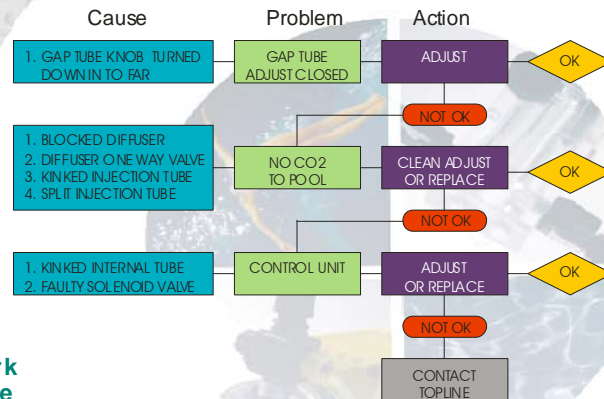 Cause Problem Action
1. GAP TUBE KNOB TURNED
DOWN IN TO FAR
GAP TUBE
ADJUST CLOSED
ADJUST
OK
NOT OK
1. BLOCKED DIFFUSER
2. DIFFUSER ONE WAY VALVE
3. KINKED INJECTION TUBE
4. SPLIT INJECTION TUBE
NO CO2
TO POOL
CLEAN ADJUST
OR REPLACE
OK
NOT OK
1. KINKED INTERNAL TUBE
2. FAULTY SOLENOID VALVE
CONTROL UNIT
ADJUST
OR REPLACE
OK
NOT OK
CONTACT
TOPLINE
rk
e